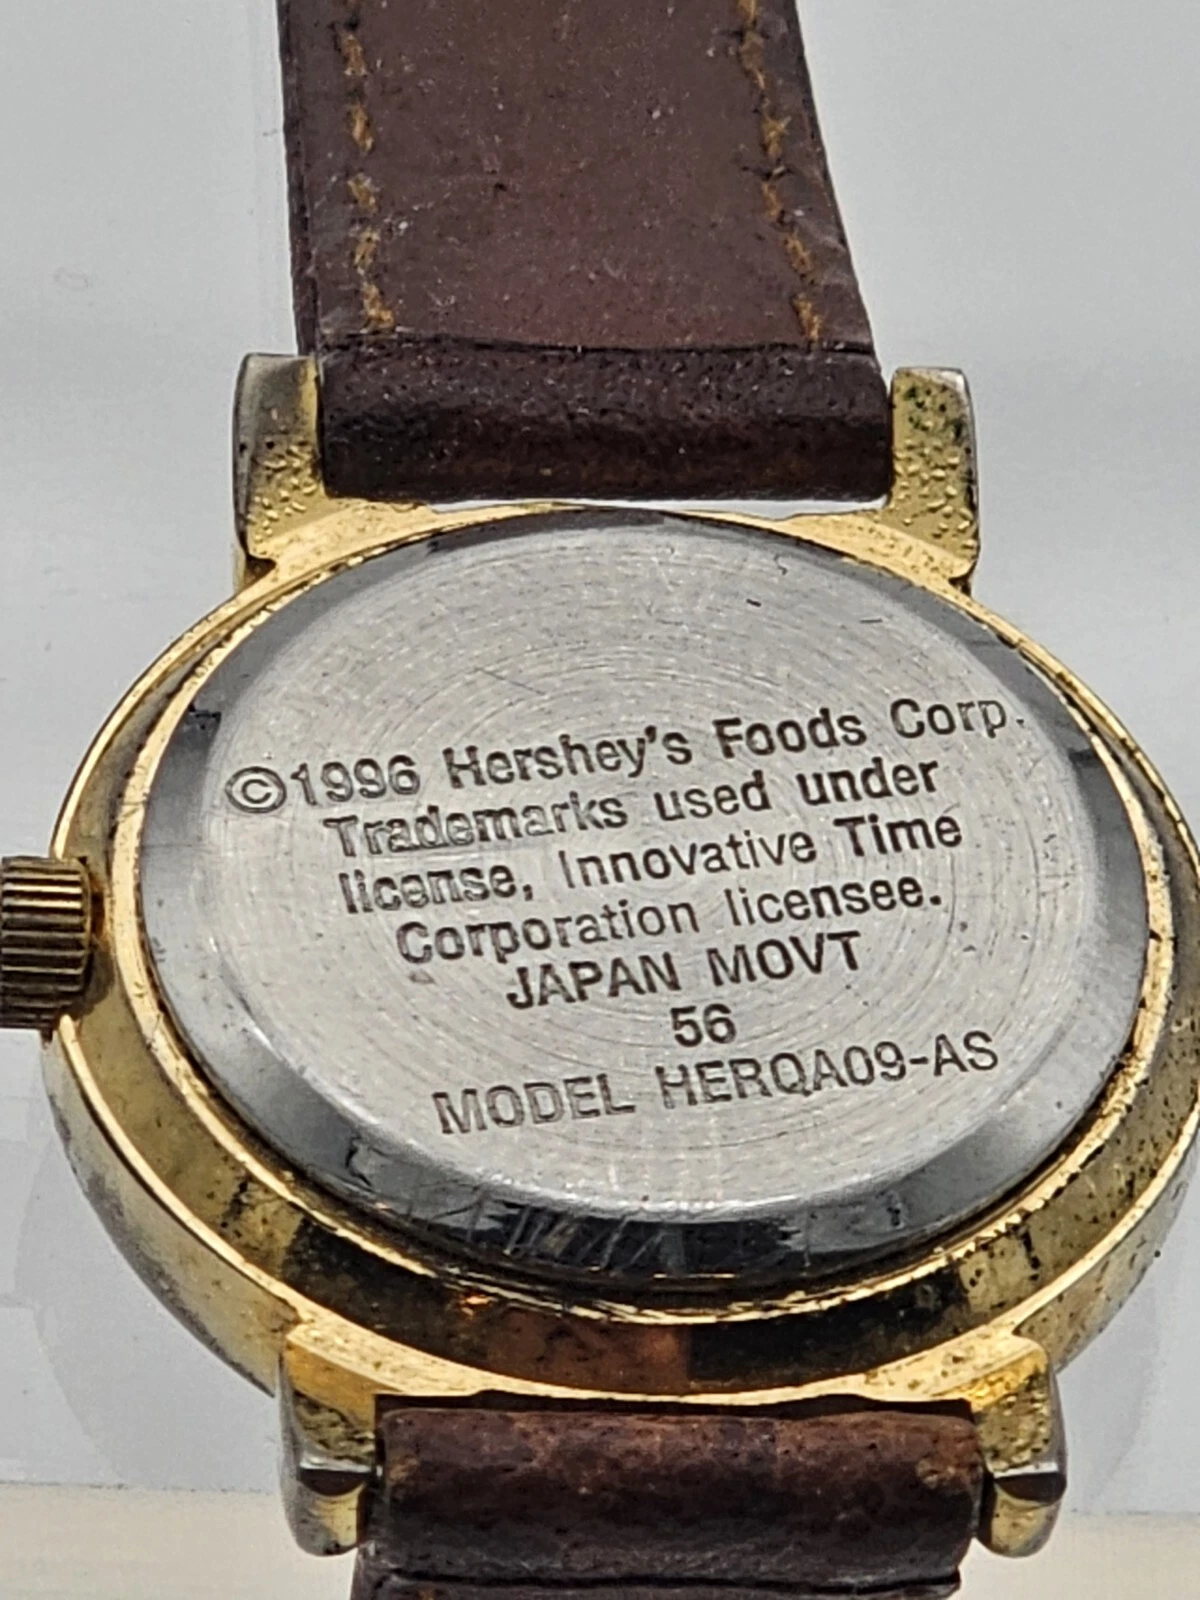 ©1996 Hershey's Foods Corp.
Trademarks used under
license, Innovative Time
Corporation licensee.
JAPAN MOVT
56
MODEL HERQA09-AS